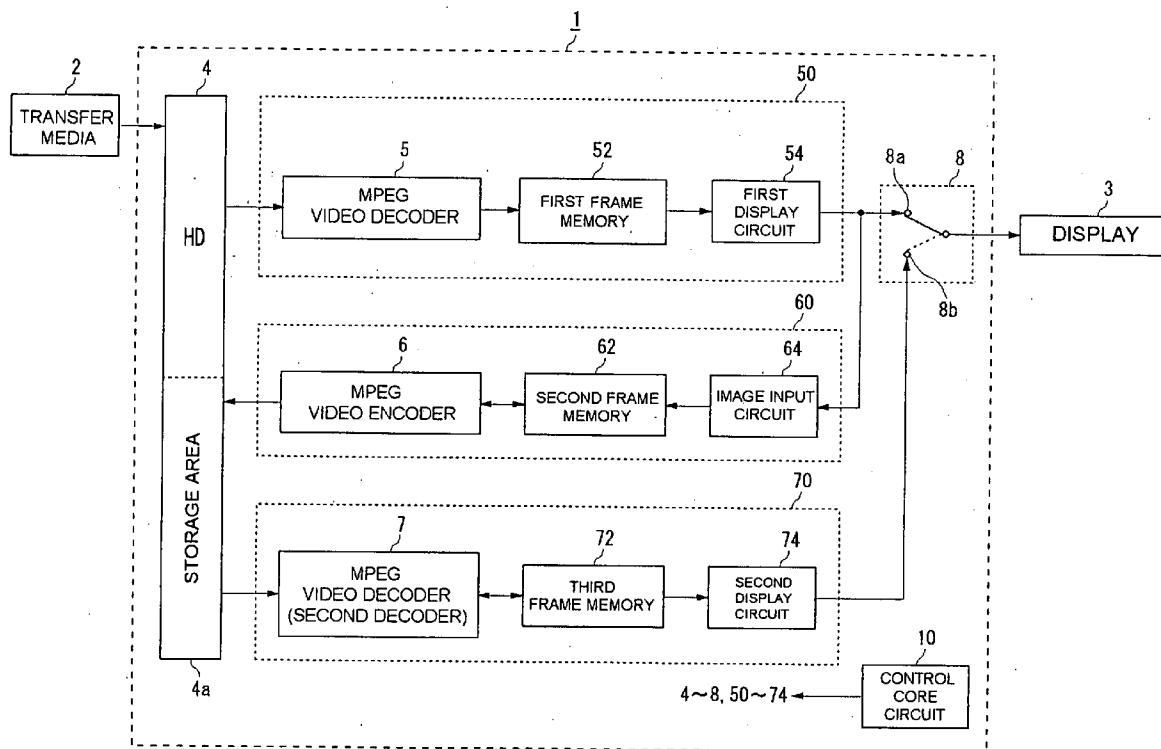 1
2
TRANSFER
MEDIA
4
HD
STORAGE AREA
4a
50
5
MPEG
VIDEO DECODER
52
FIRST FRAME
MEMORY
54
FIRST
DISPLAY
CIRCUIT
8a
8
8b
3
DISPLAY
60
6
MPEG
VIDEO ENCODER
62
SECOND FRAME
MEMORY
64
IMAGE INPUT
CIRCUIT
70
7
MPEG
VIDEO DECODER
(SECOND DECODER)
72
THIRD
FRAME MEMORY
74
SECOND
DISPLAY
CIRCUIT
4~8, 50~74
10
CONTROL
CORE
CIRCUIT